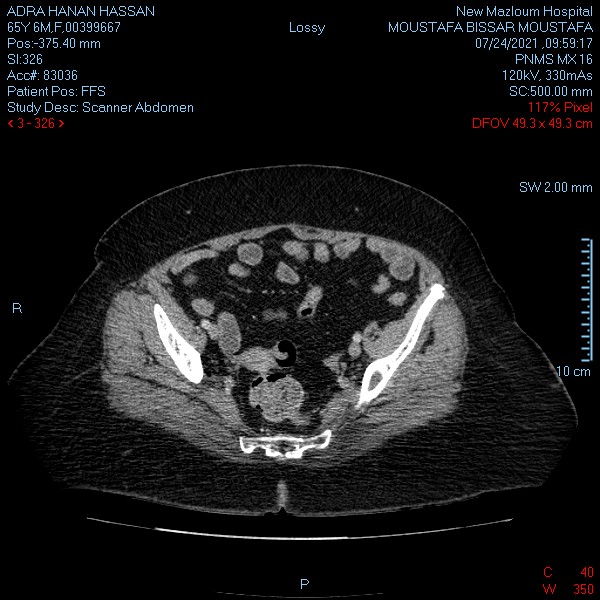 ADRA HANAN HASSAN
65Y 6M,F,00399667
Pos:-375.40 mm
SI:326
Acc#: 83036
Patient Pos: FFS
Study Desc: Scanner Abdomen
< 3 - 326 >
Lossy
New Mazloum Hospital
MOUSTAFA BISSAR MOUSTAFA
07/24/2021 ,09:59:17
PNMS MX 16
120kV, 330mAs
SC:500.00 mm
117% Pixel
DFOV 49.3 x 49.3 cm
SW 2.00 mm
R
10 cm
P
C 40
W 350